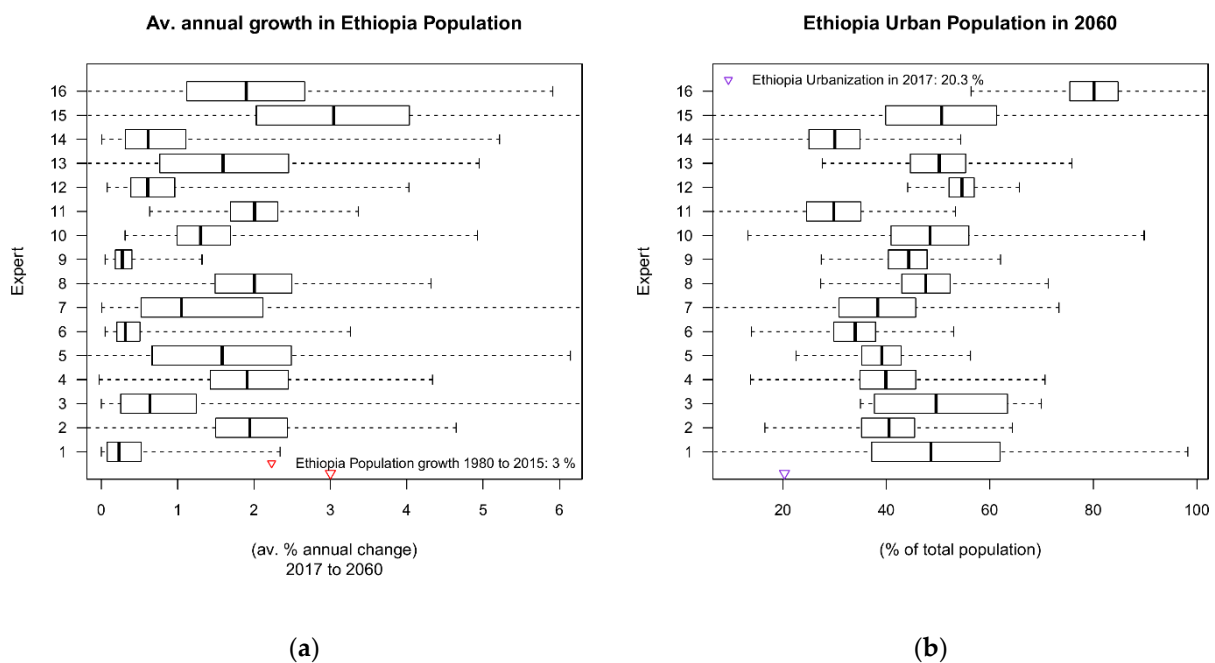 Av. annual growth in Ethiopia Population
Expert
16
15
14
13
12
11
10
9
8
7
6
5
4
3
2
1
Ethiopia Population growth 1980 to 2015: 3 %
0 1 2 3 4 5 6
(av. % annual change)
2017 to 2060
(a)
Ethiopia Urban Population in 2060
Ethiopia Urbanization in 2017: 20.3 %
Expert
16
15
14
13
12
11
10
9
8
7
6
5
4
3
2
1
20 40 60 80 100
(% of total population)
(b)